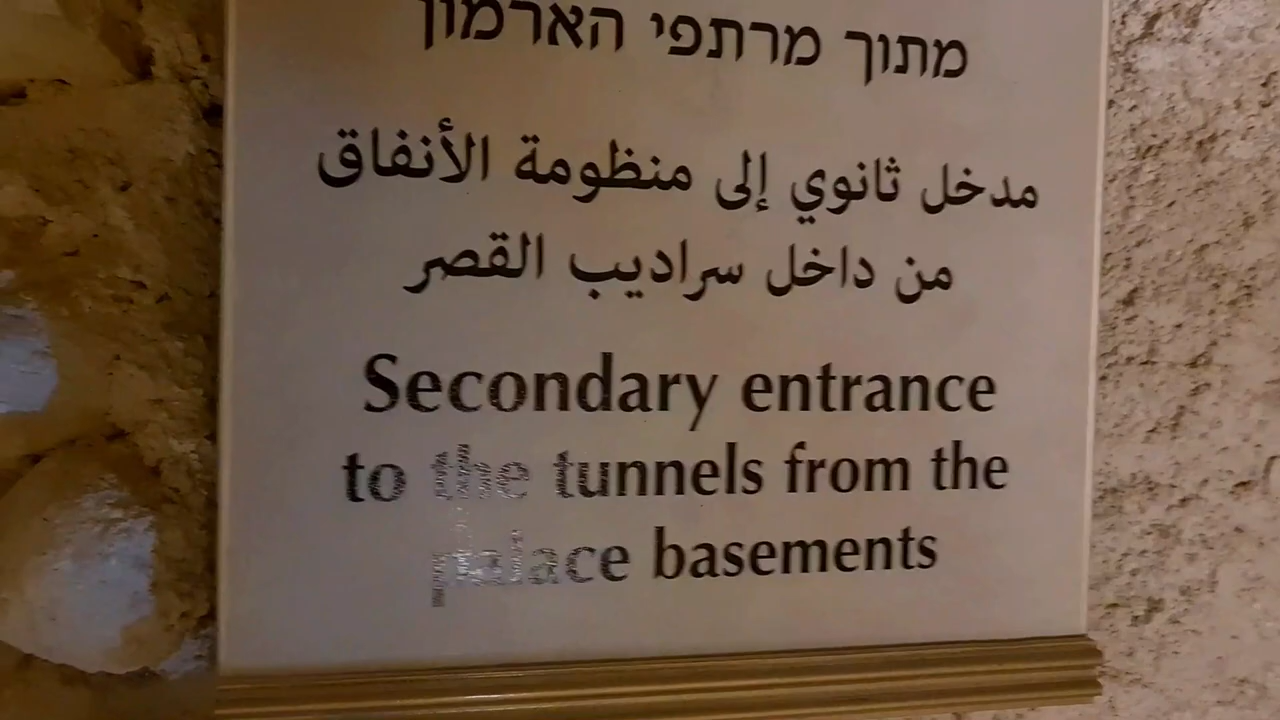 מתוך מרתפי הארמון
مدخل ثانوي إلى منظومة الأنفاق
من داخل سراديب القصر
Secondary entrance
to the tunnels from the
palace basements